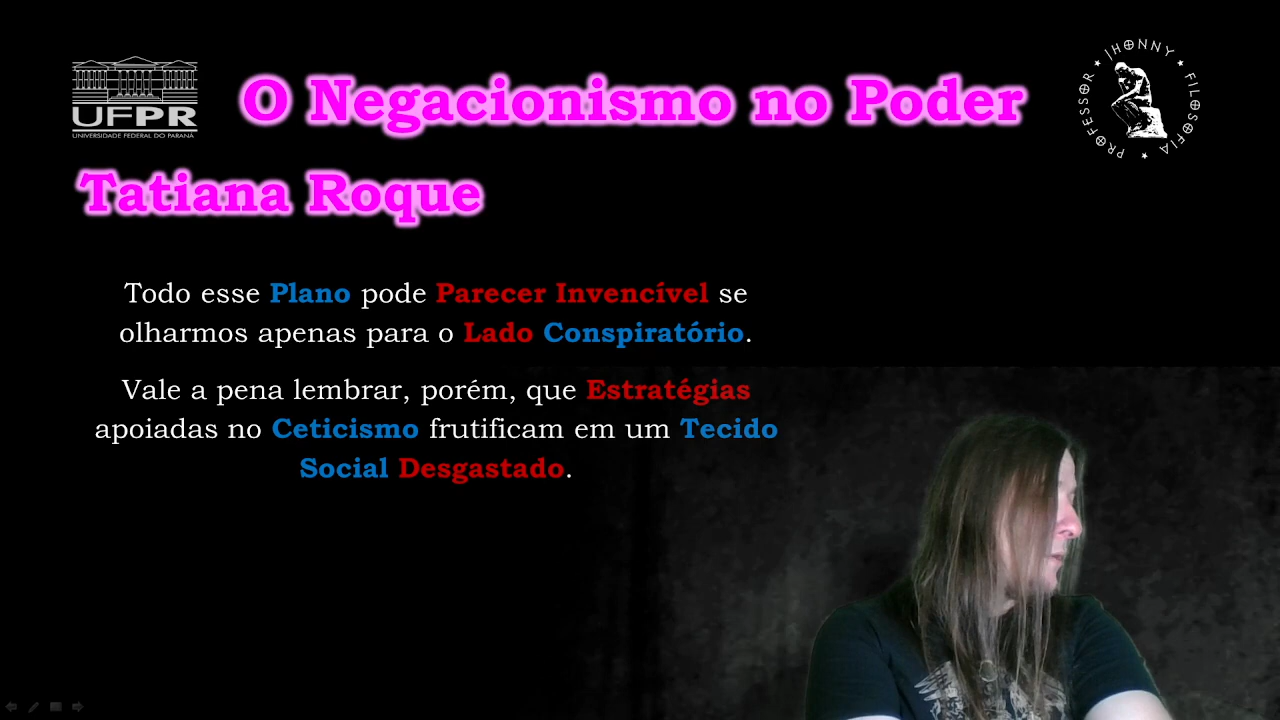 UFPR
UNIVERSIDADE FEDERAL DO PARANÁ
O Negacionismo no Poder
PROFESSOR ★ JHONNY ★ FILOSOFIA ★
Tatiana Roque
Todo esse Plano pode Parecer Invencível se
olharmos apenas para o Lado Conspiratório.
Vale a pena lembrar, porém, que Estratégias
apoiadas no Ceticismo frutificam em um Tecido
Social Desgastado.